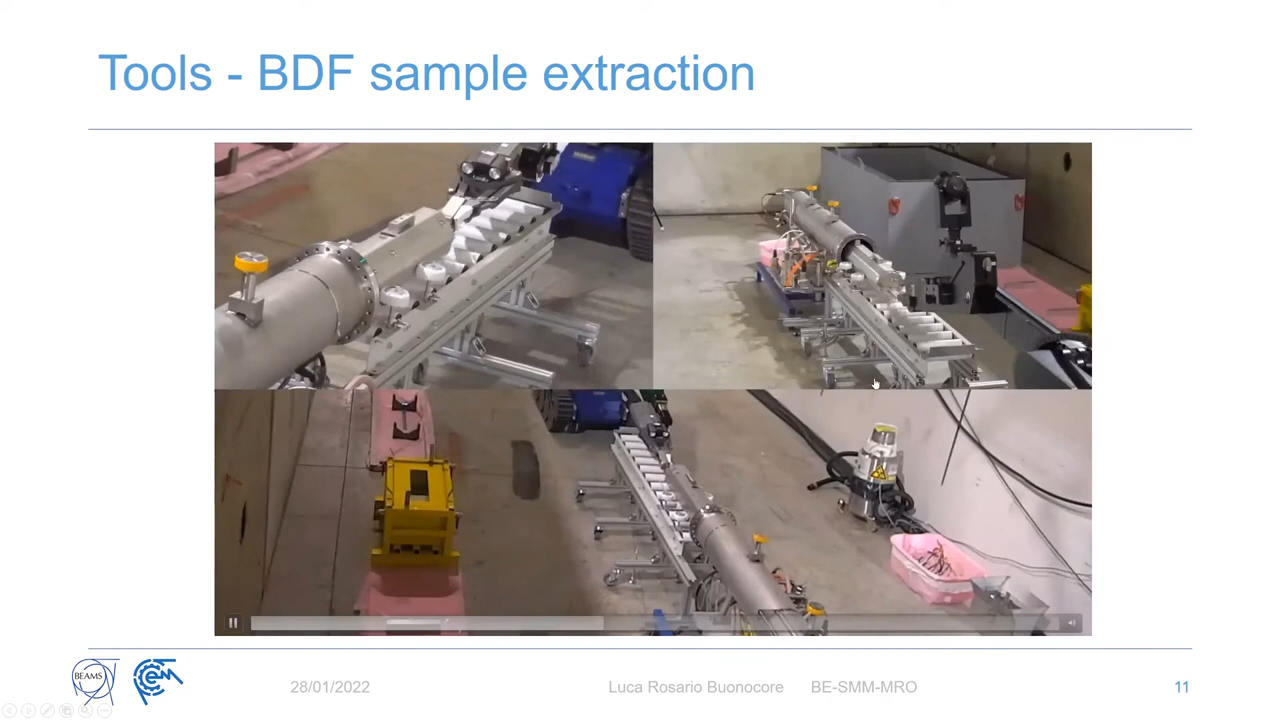 Tools - BDF sample extraction
BEAMS
28/01/2022
Luca Rosario Buonocore
BE-SMM-MRO
11